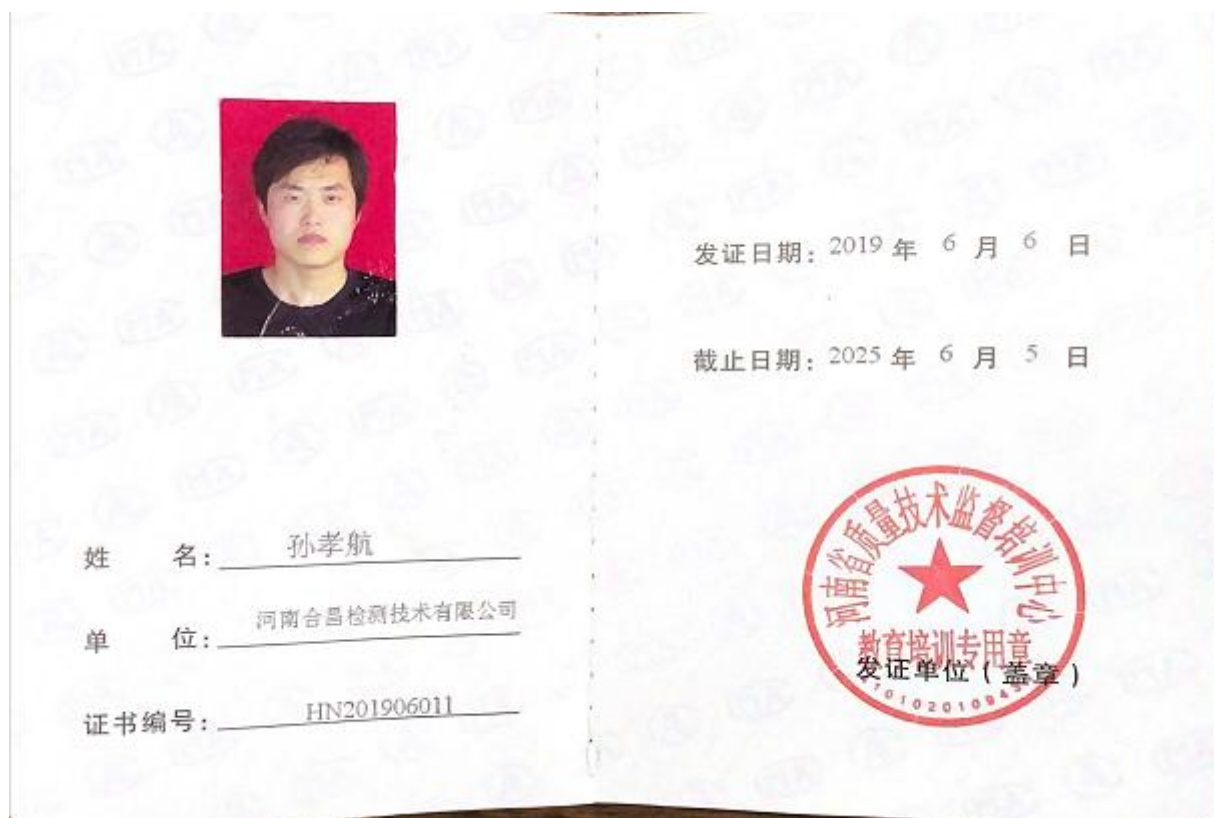 姓 名：孙孝航
单 位：河南合昌检测技术有限公司
证书编号：HN201906011
发证日期：2019 年 6 月 6 日
截止日期：2025 年 6 月 5 日
河南省质量技术监督培训中心
教育培训专用章
发证单位（盖章）